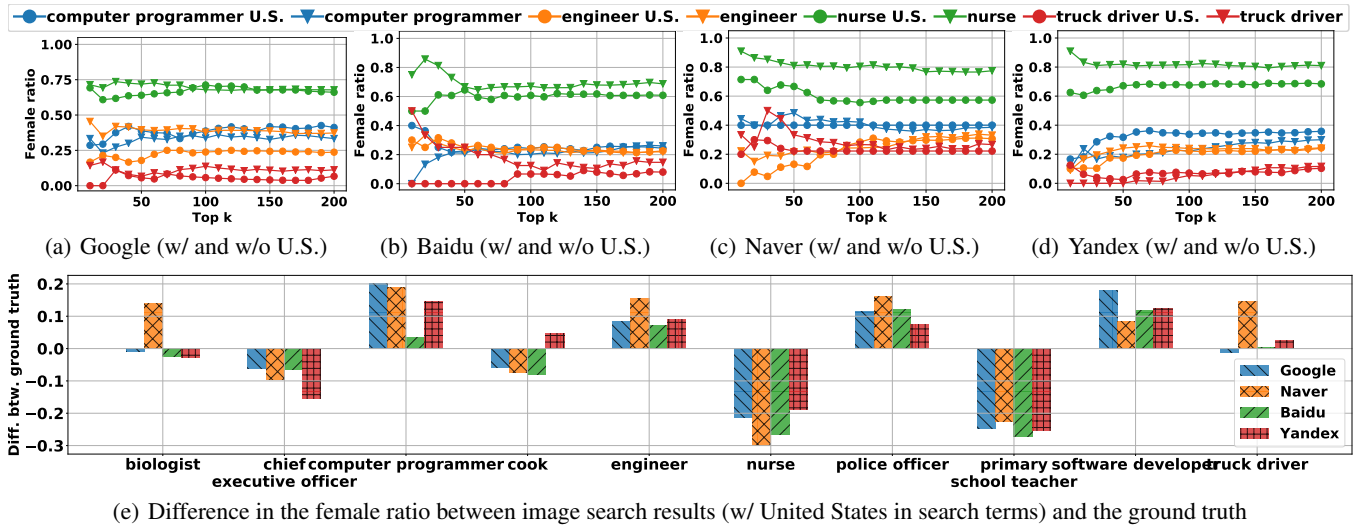 computer programmer U.S. computer programmer engineer U.S. engineer nurse U.S. nurse truck driver U.S. truck driver
1.00
0.75
0.50
0.25
0.00
Female ratio
50 100 150 200
Top k
(a) Google (w/ and w/o U.S.)
1.0
0.8
0.6
0.4
0.2
0.0
Female ratio
50 100 150 200
Top k
(b) Baidu (w/ and w/o U.S.)
1.0
0.8
0.6
0.4
0.2
0.0
Female ratio
50 100 150 200
Top k
(c) Naver (w/ and w/o U.S.)
1.0
0.8
0.6
0.4
0.2
0.0
Female ratio
50 100 150 200
Top k
(d) Yandex (w/ and w/o U.S.)
Diff. btw. ground truth
0.2
0.1
0.0
−0.1
−0.2
−0.3
Google
Naver
Baidu
Yandex
biologist chief computer programmer cook engineer nurse police officer primary software developer truck driver
executive officer school teacher
(e) Difference in the female ratio between image search results (w/ United States in search terms) and the ground truth